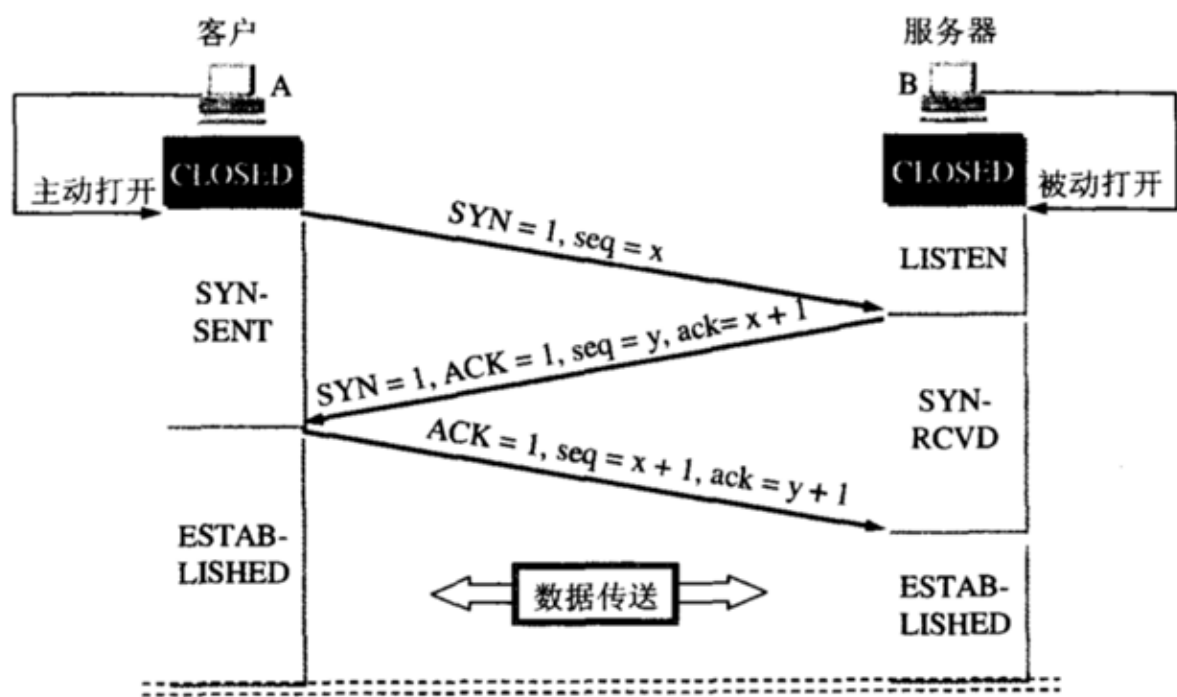 客户
服务器
A
B
CLOSED
CLOSED
主动打开
被动打开
SYN = 1, seq = x
LISTEN
SYN-
SENT
SYN = 1, ACK = 1, seq = y, ack= x + 1
SYN-
RCVD
ACK = 1, seq = x + 1, ack = y + 1
ESTAB-
LISHED
数据传送
ESTAB-
LISHED